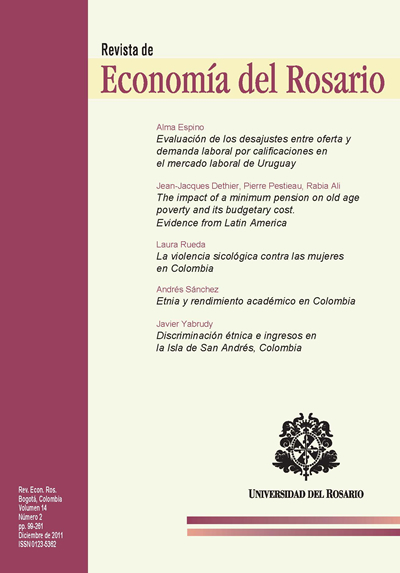 Revista de
Economía del Rosario
Alma Espino
Evaluación de los desajustes entre oferta y
demanda laboral por calificaciones en
el mercado laboral de Uruguay
Jean-Jacques Dethier, Pierre Pestieau, Rabia Ali
The impact of a minimum pension on old age
poverty and its budgetary cost.
Evidence from Latin America
Laura Rueda
La violencia sicológica contra las mujeres
en Colombia
Andrés Sánchez
Etnia y rendimiento académico en Colombia
Javier Yabrudy
Discriminación étnica e ingresos en
la Isla de San Andrés, Colombia
UNIVERSIDAD DEL ROSARIO
Rev. Econ. Ros.
Bogotá, Colombia
Volumen 14
Número 2
pp. 99-261
Diciembre de 2011
ISSN 0123-5362